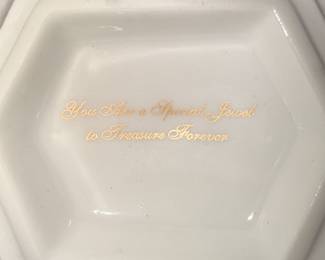 You Are a Special Jewel
to Treasure Forever